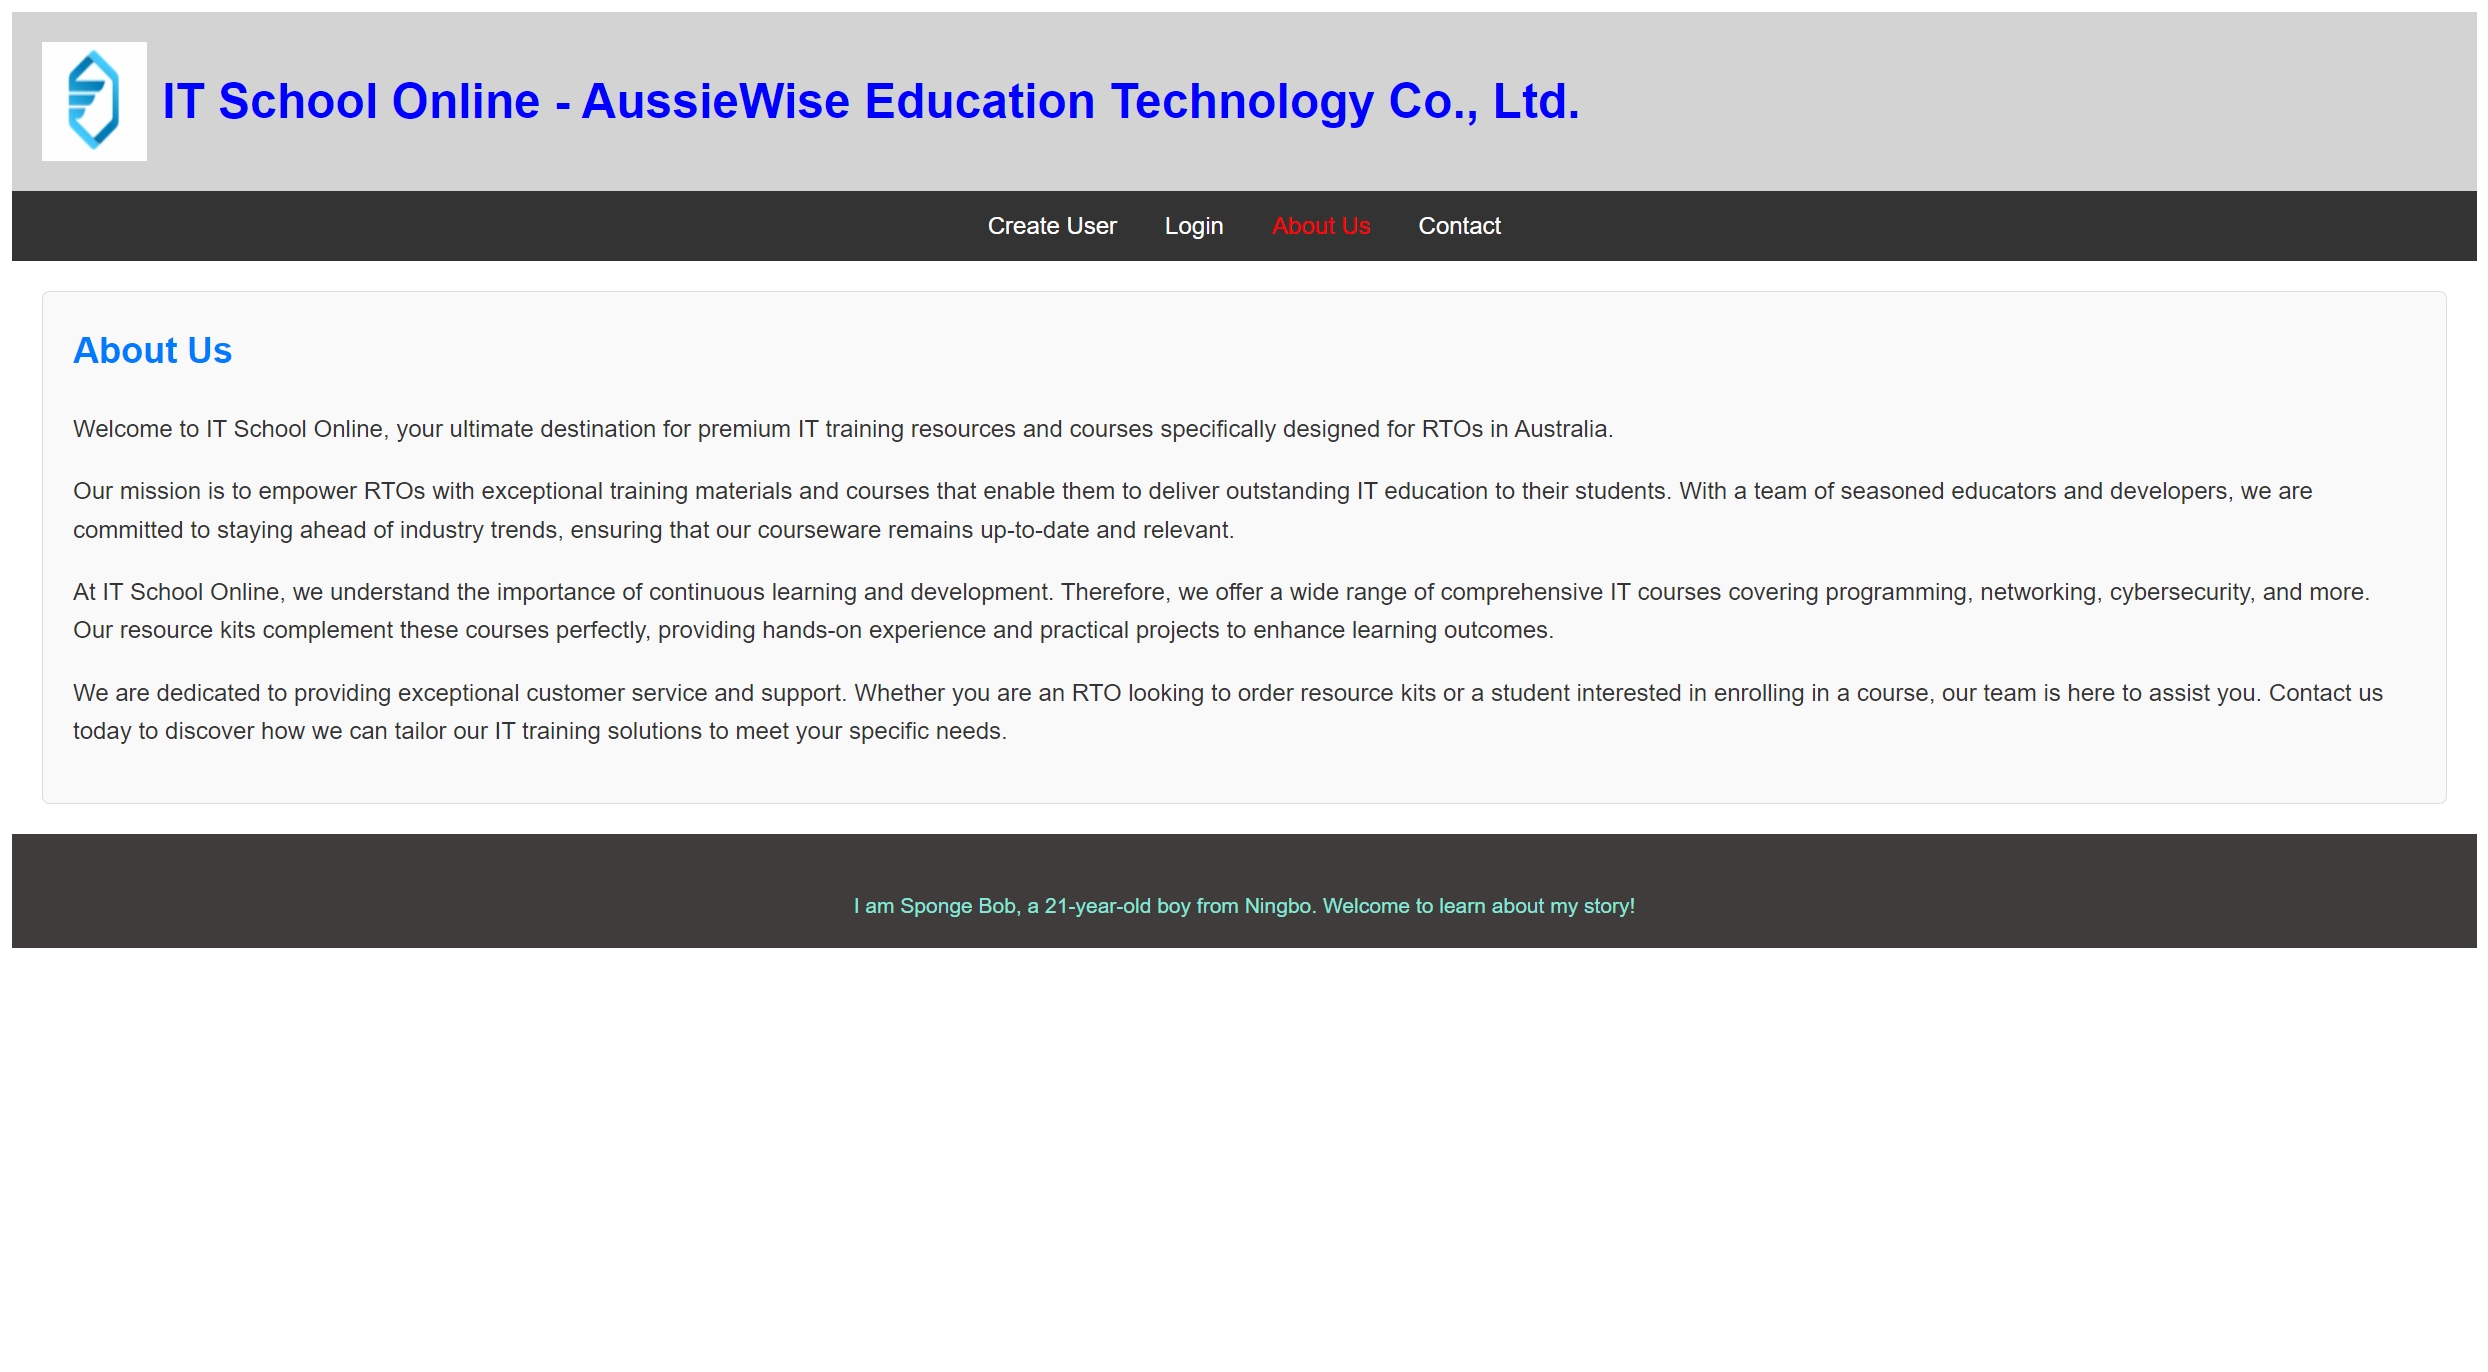 IT School Online - AussieWise Education Technology Co., Ltd.
Create User Login About Us Contact
About Us
Welcome to IT School Online, your ultimate destination for premium IT training resources and courses specifically designed for RTOs in Australia.
Our mission is to empower RTOs with exceptional training materials and courses that enable them to deliver outstanding IT education to their students. With a team of seasoned educators and developers, we are
committed to staying ahead of industry trends, ensuring that our courseware remains up-to-date and relevant.
At IT School Online, we understand the importance of continuous learning and development. Therefore, we offer a wide range of comprehensive IT courses covering programming, networking, cybersecurity, and more.
Our resource kits complement these courses perfectly, providing hands-on experience and practical projects to enhance learning outcomes.
We are dedicated to providing exceptional customer service and support. Whether you are an RTO looking to order resource kits or a student interested in enrolling in a course, our team is here to assist you. Contact us
today to discover how we can tailor our IT training solutions to meet your specific needs.
I am Sponge Bob, a 21-year-old boy from Ningbo. Welcome to learn about my story!